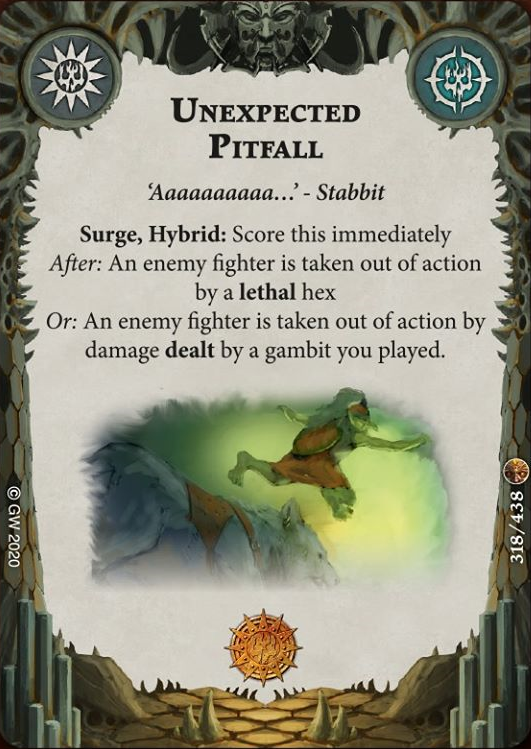 UNEXPECTED
PITFALL
‘Aaaaaaaaaa…’ - Stabbit
Surge, Hybrid: Score this immediately
After: An enemy fighter is taken out of action
by a lethal hex
Or: An enemy fighter is taken out of action by
damage dealt by a gambit you played.
© GW 2020
318/438